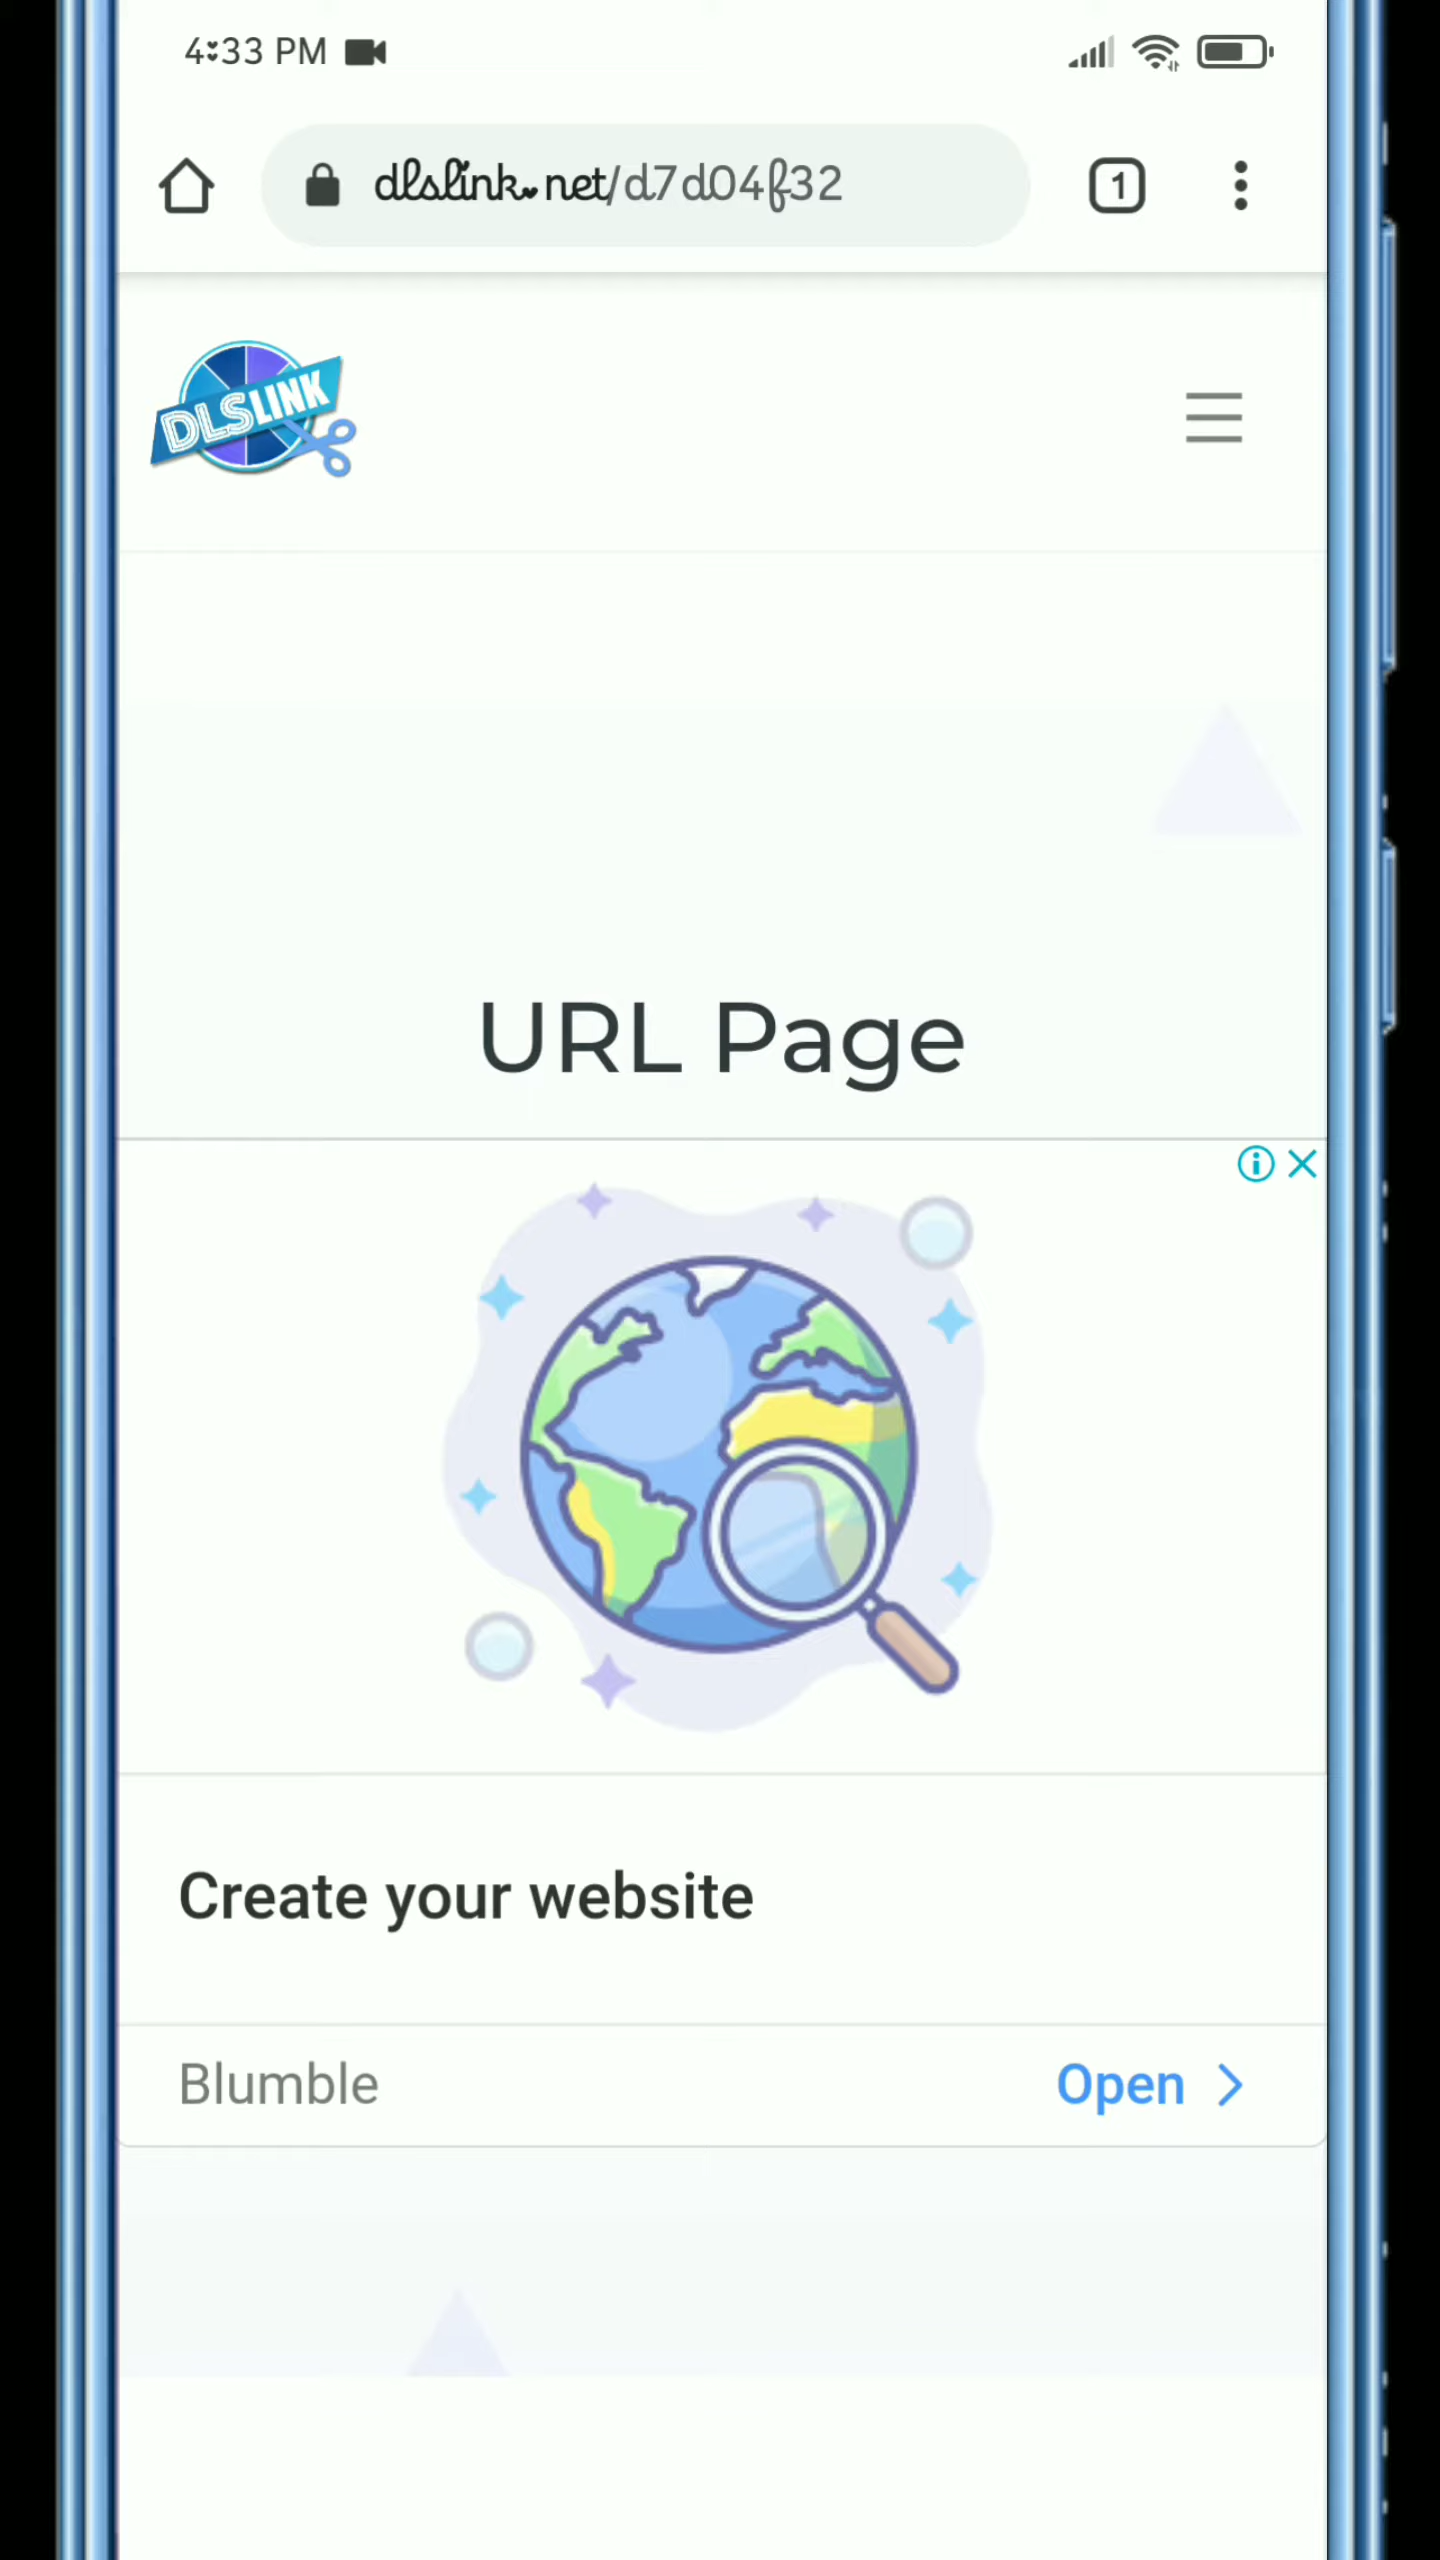 4:33 PM
dlslink.net/d7d04f32
1
DLSLINK
URL Page
Create your website
Blumble
Open